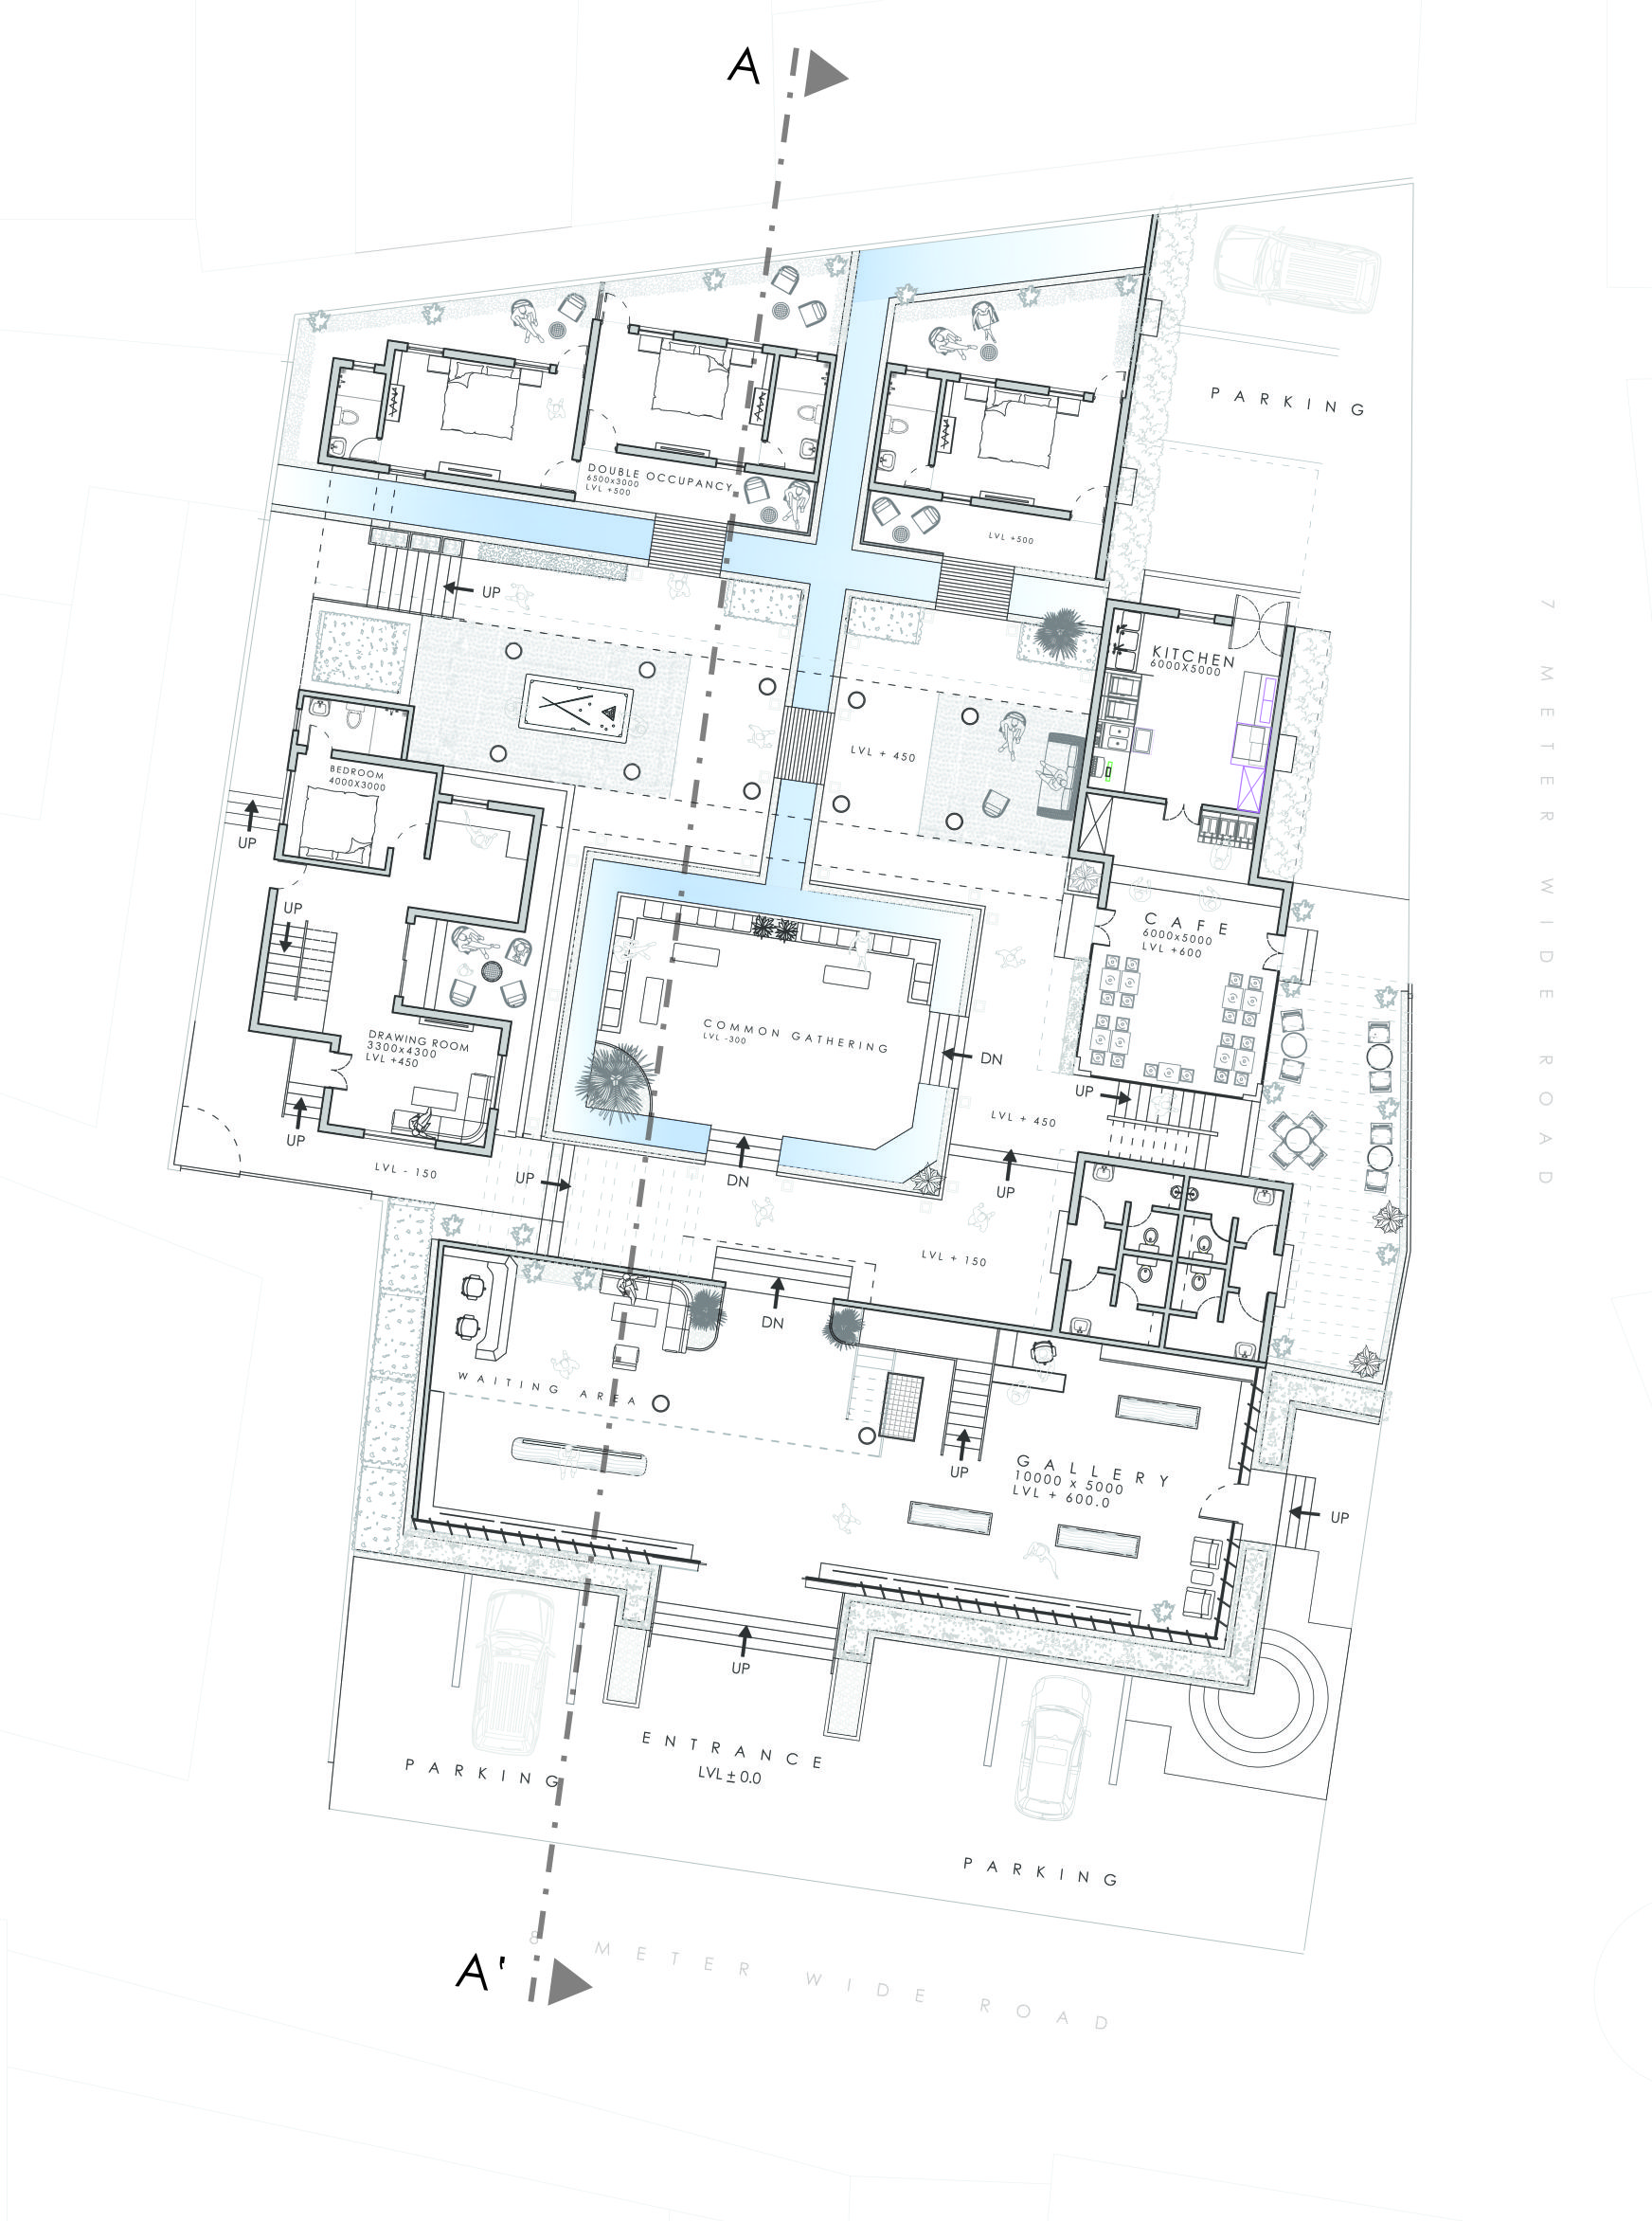 A
PARKING
DOUBLE OCCUPANCY
6500x3000
LVL +500
LVL +500
UP
KITCHEN
6000X5000
7 METER WIDE ROAD
LVL + 450
BEDROOM
4000X3000
UP
UP
CAFE
6000x5000
LVL +600
COMMON GATHERING
LVL -300
DRAWING ROOM
3300x4300
LVL +450
DN
UP
LVL + 450
UP
LVL - 150
UP
DN
UP
LVL + 150
DN
WAITING AREA
UP
GALLERY
10000 x 5000
LVL + 600.0
UP
UP
ENTRANCE
LVL ± 0.0
PARKING
PARKING
A'
8 METER WIDE ROAD